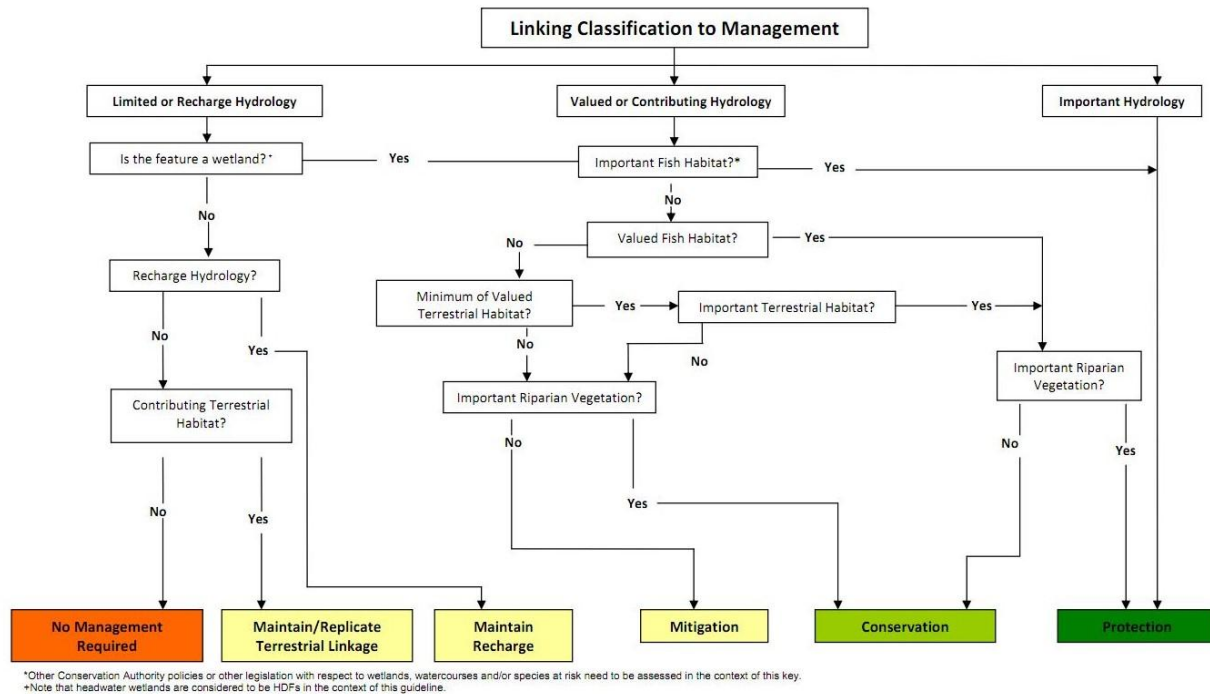 Linking Classification to Management
Limited or Recharge Hydrology
Valued or Contributing Hydrology
Important Hydrology
Is the feature a wetland?+
Yes
Important Fish Habitat?*
Yes
No
No
Valued Fish Habitat?
No
Yes
Recharge Hydrology?
Minimum of Valued
Terrestrial Habitat?
Yes
Important Terrestrial Habitat?
Yes
No
Yes
No
No
Important Riparian
Vegetation?
Contributing Terrestrial
Habitat?
Important Riparian Vegetation?
No
No
Yes
No
Yes
Yes
No Management
Required
Maintain/Replicate
Terrestrial Linkage
Maintain
Recharge
Mitigation
Conservation
Protection
*Other Conservation Authority policies or other legislation with respect to wetlands, watercourses and/or species at risk need to be assessed in the context of this key.
+Note that headwater wetlands are considered to be HDFs in the context of this guideline.